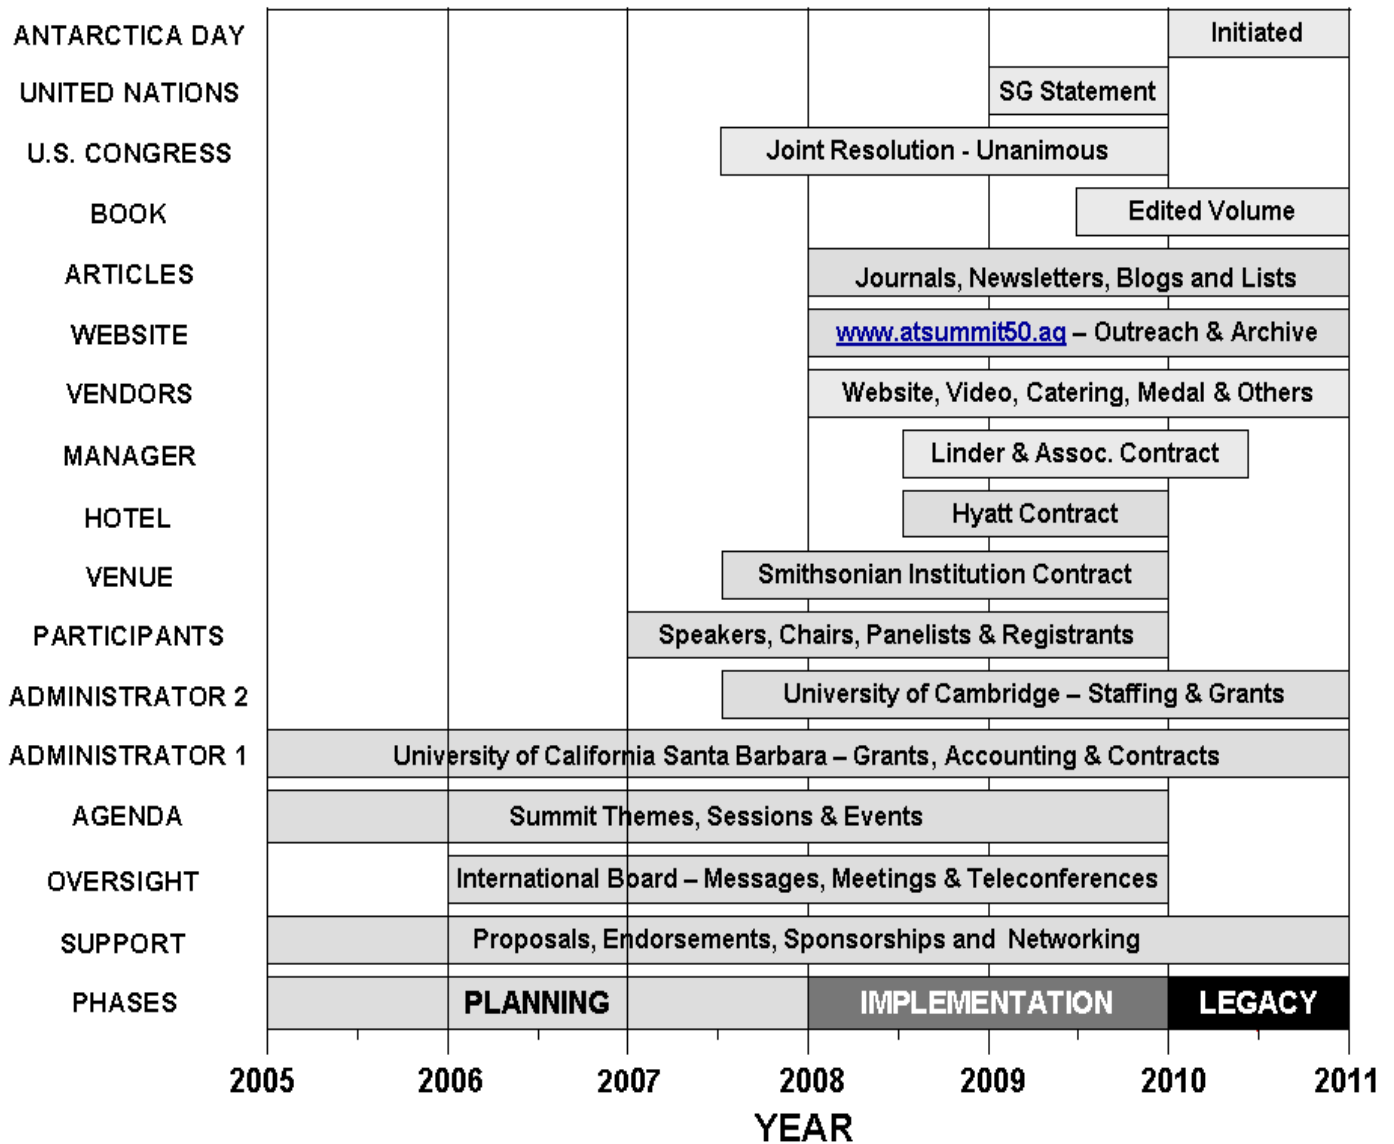 ANTARCTICA DAY Initiated
UNITED NATIONS SG Statement
U.S. CONGRESS Joint Resolution - Unanimous
BOOK Edited Volume
ARTICLES Journals, Newsletters, Blogs and Lists
WEBSITE www.atsummit50.aq – Outreach & Archive
VENDORS Website, Video, Catering, Medal & Others
MANAGER Linder & Assoc. Contract
HOTEL Hyatt Contract
VENUE Smithsonian Institution Contract
PARTICIPANTS Speakers, Chairs, Panelists & Registrants
ADMINISTRATOR 2 University of Cambridge – Staffing & Grants
ADMINISTRATOR 1 University of California Santa Barbara – Grants, Accounting & Contracts
AGENDA Summit Themes, Sessions & Events
OVERSIGHT International Board – Messages, Meetings & Teleconferences
SUPPORT Proposals, Endorsements, Sponsorships and Networking
PHASES PLANNING IMPLEMENTATION LEGACY
2005 2006 2007 2008 2009 2010 2011
YEAR